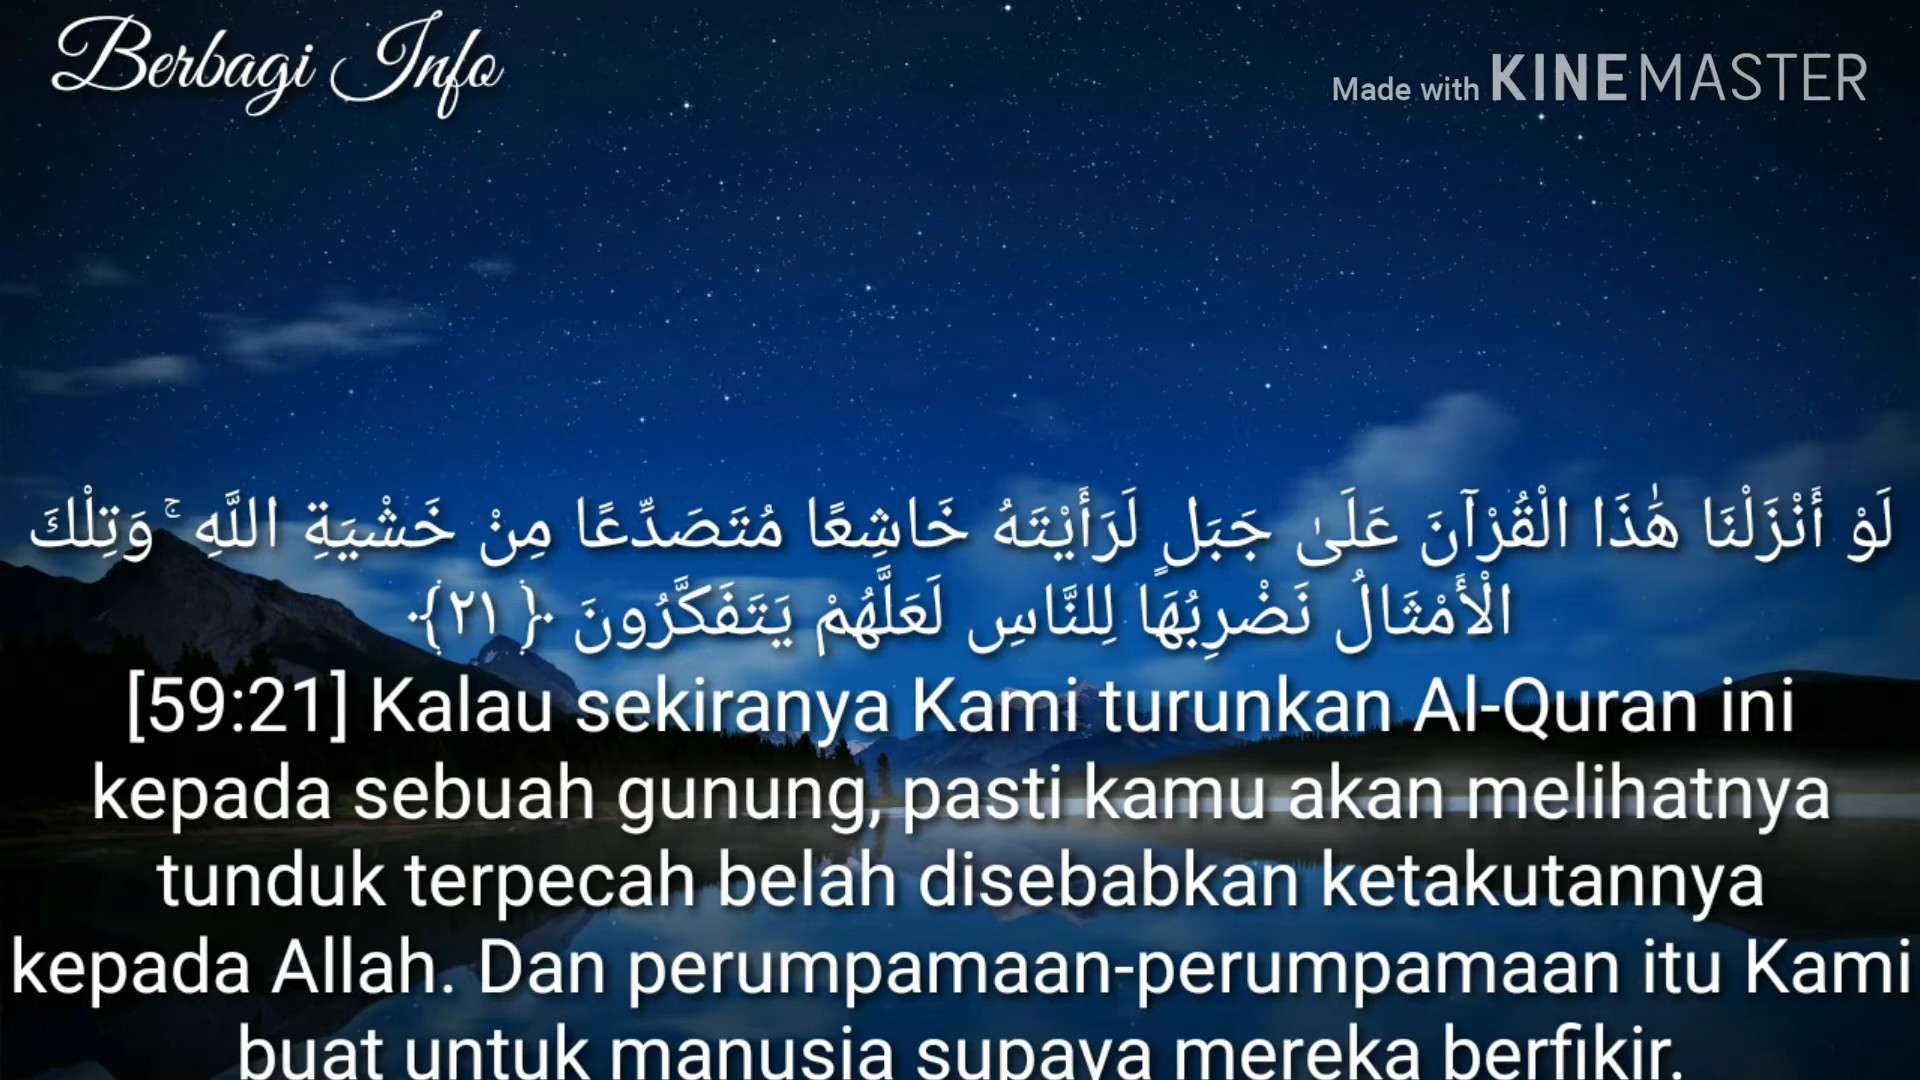 Berbagi Info
Made with KINEMASTER
لَوْ أَنْزَلْنَا هَٰذَا الْقُرْآنَ عَلَىٰ جَبَلٍ لَرَأَيْتَهُ خَاشِعًا مُتَصَدِّعًا مِنْ خَشْيَةِ اللَّهِ ۚ وَتِلْكَ
الْأَمْثَالُ نَضْرِبُهَا لِلنَّاسِ لَعَلَّهُمْ يَتَفَكَّرُونَ ﴿٢١﴾
[59:21] Kalau sekiranya Kami turunkan Al-Quran ini
kepada sebuah gunung, pasti kamu akan melihatnya
tunduk terpecah belah disebabkan ketakutannya
kepada Allah. Dan perumpamaan-perumpamaan itu Kami
buat untuk manusia supaya mereka berfikir.